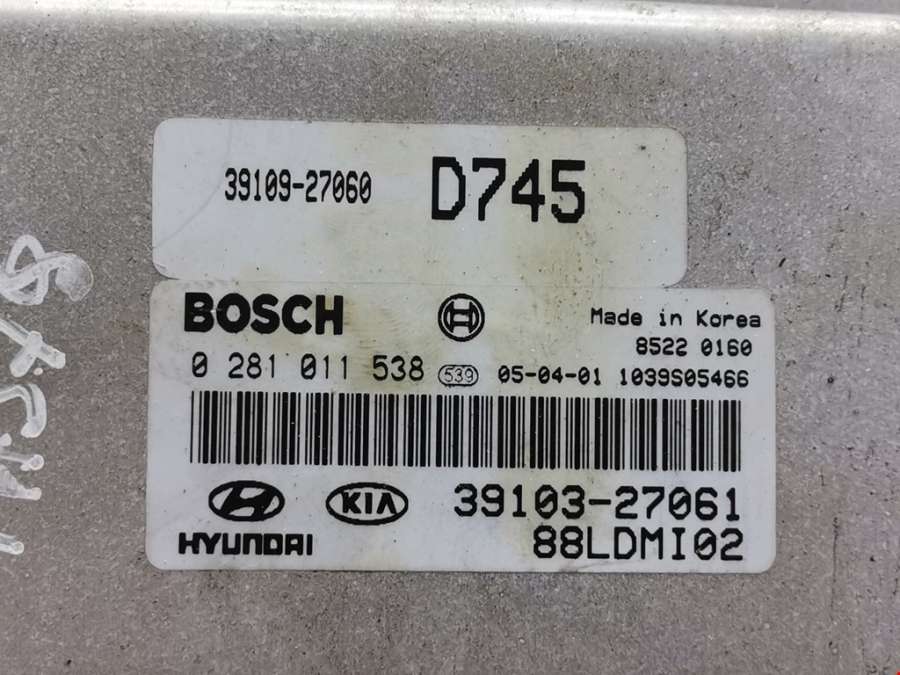 39109-27060 D745
BOSCH
Made in Korea
8522 0160
0 281 011 538 539 05-04-01 1039S05466
HYUNDAI KIA 39103-27061
88LDMI02